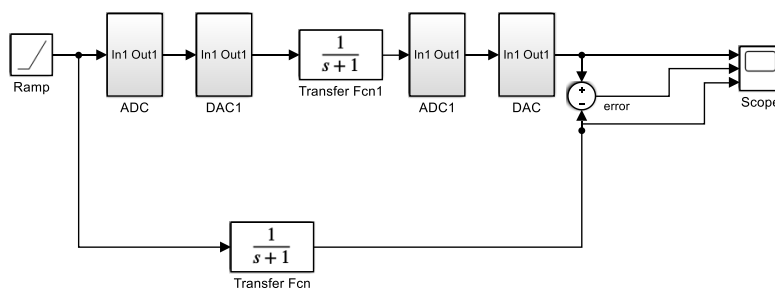 Ramp
In1 Out1
ADC
In1 Out1
DAC1
1
s + 1
Transfer Fcn1
In1 Out1
ADC1
In1 Out1
DAC
+
−
error
Scope
1
s + 1
Transfer Fcn